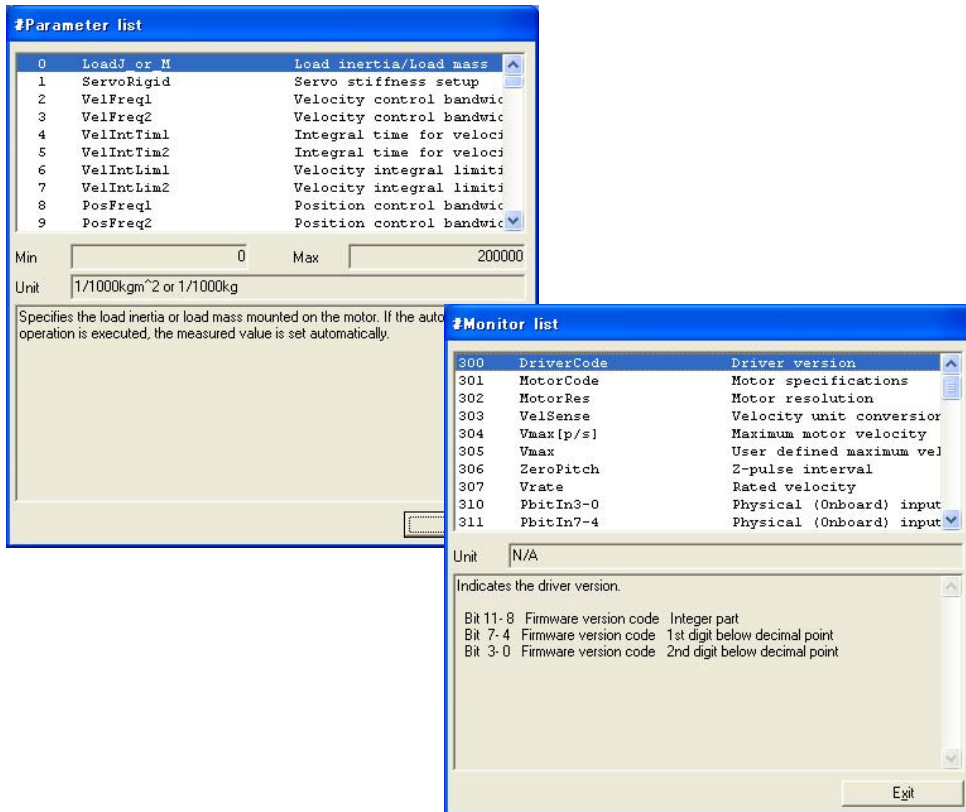 #Parameter list
0 LoadJ_or_M Load inertia/Load mass
1 ServoRigid Servo stiffness setup
2 VelFreq1 Velocity control bandwic
3 VelFreq2 Velocity control bandwic
4 VelIntTim1 Integral time for veloci
5 VelIntTim2 Integral time for veloci
6 VelIntLim1 Velocity integral limiti
7 VelIntLim2 Velocity integral limiti
8 PosFreq1 Position control bandwic
9 PosFreq2 Position control bandwic
Min 0 Max 200000
Unit 1/1000kgm^2 or 1/1000kg
Specifies the load inertia or load mass mounted on the motor. If the auto
operation is executed, the measured value is set automatically.
#Monitor list
300 DriverCode Driver version
301 MotorCode Motor specifications
302 MotorRes Motor resolution
303 VelSense Velocity unit conversion
304 Vmax[p/s] Maximum motor velocity
305 Vmax User defined maximum vel
306 ZeroPitch Z-pulse interval
307 Vrate Rated velocity
310 PbitIn3-0 Physical (Onboard) input
311 PbitIn7-4 Physical (Onboard) input
Unit N/A
Indicates the driver version.
Bit 11- 8 Firmware version code Integer part
Bit 7- 4 Firmware version code 1st digit below decimal point
Bit 3- 0 Firmware version code 2nd digit below decimal point
Exit